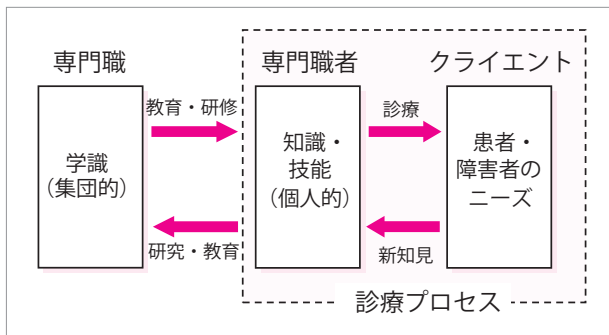 専門職
専門職者
クライエント
教育・研修
診療
学識
(集団的)
知識・
技能
(個人的)
患者・
障害者の
ニーズ
研究・教育
新知見
診療プロセス